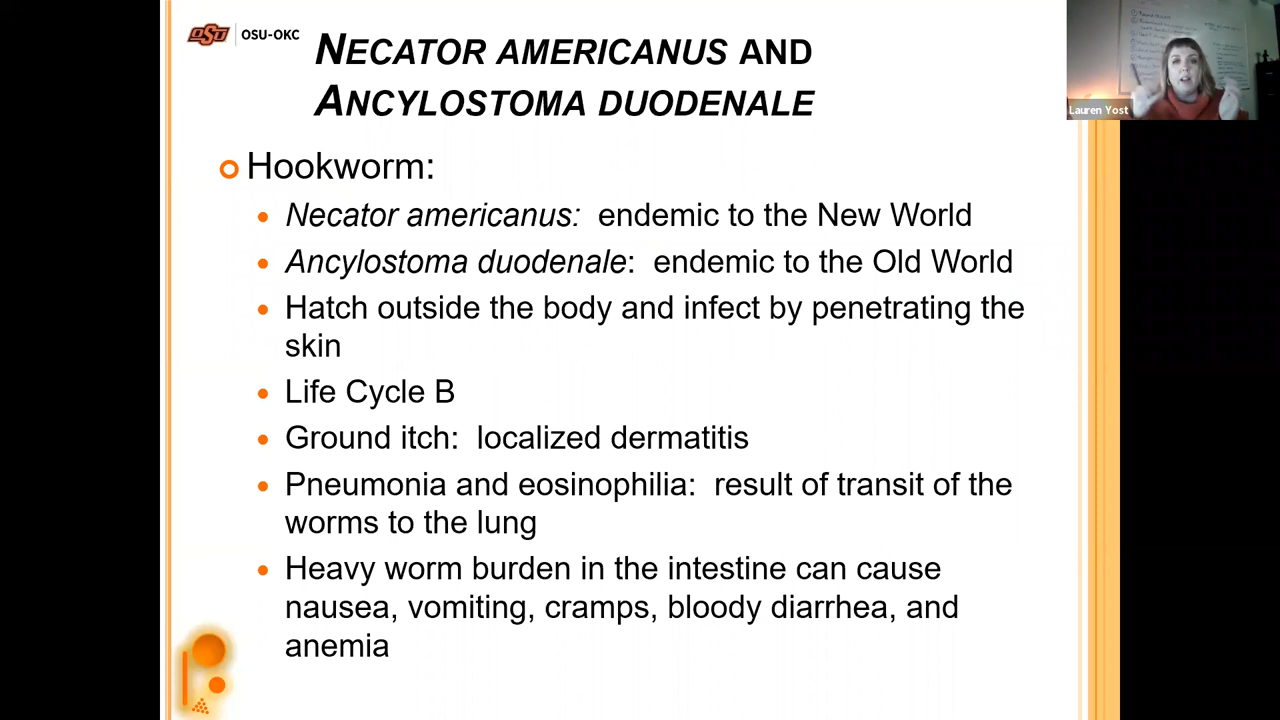 OSU OSU-OKC
NECATOR AMERICANUS AND
ANCYLOSTOMA DUODENALE
Hookworm:
Necator americanus: endemic to the New World
Ancylostoma duodenale: endemic to the Old World
Hatch outside the body and infect by penetrating the
skin
Life Cycle B
Ground itch: localized dermatitis
Pneumonia and eosinophilia: result of transit of the
worms to the lung
Heavy worm burden in the intestine can cause
nausea, vomiting, cramps, bloody diarrhea, and
anemia
Lauren Yost